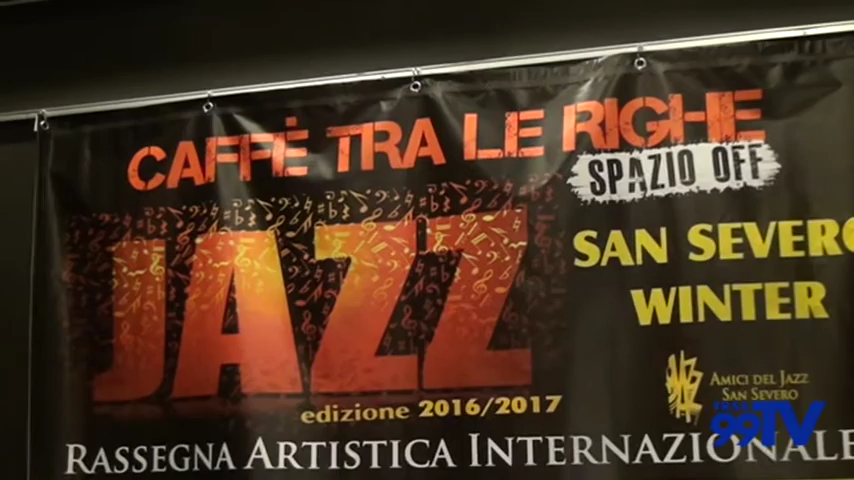 CAFFÈ TRA LE RIGHE
SPAZIO OFF
JAZZ
SAN SEVERO
WINTER
AMICI DEL JAZZ
SAN SEVERO
edizione 2016/2017
99TV
RASSEGNA ARTISTICA INTERNAZIONALE